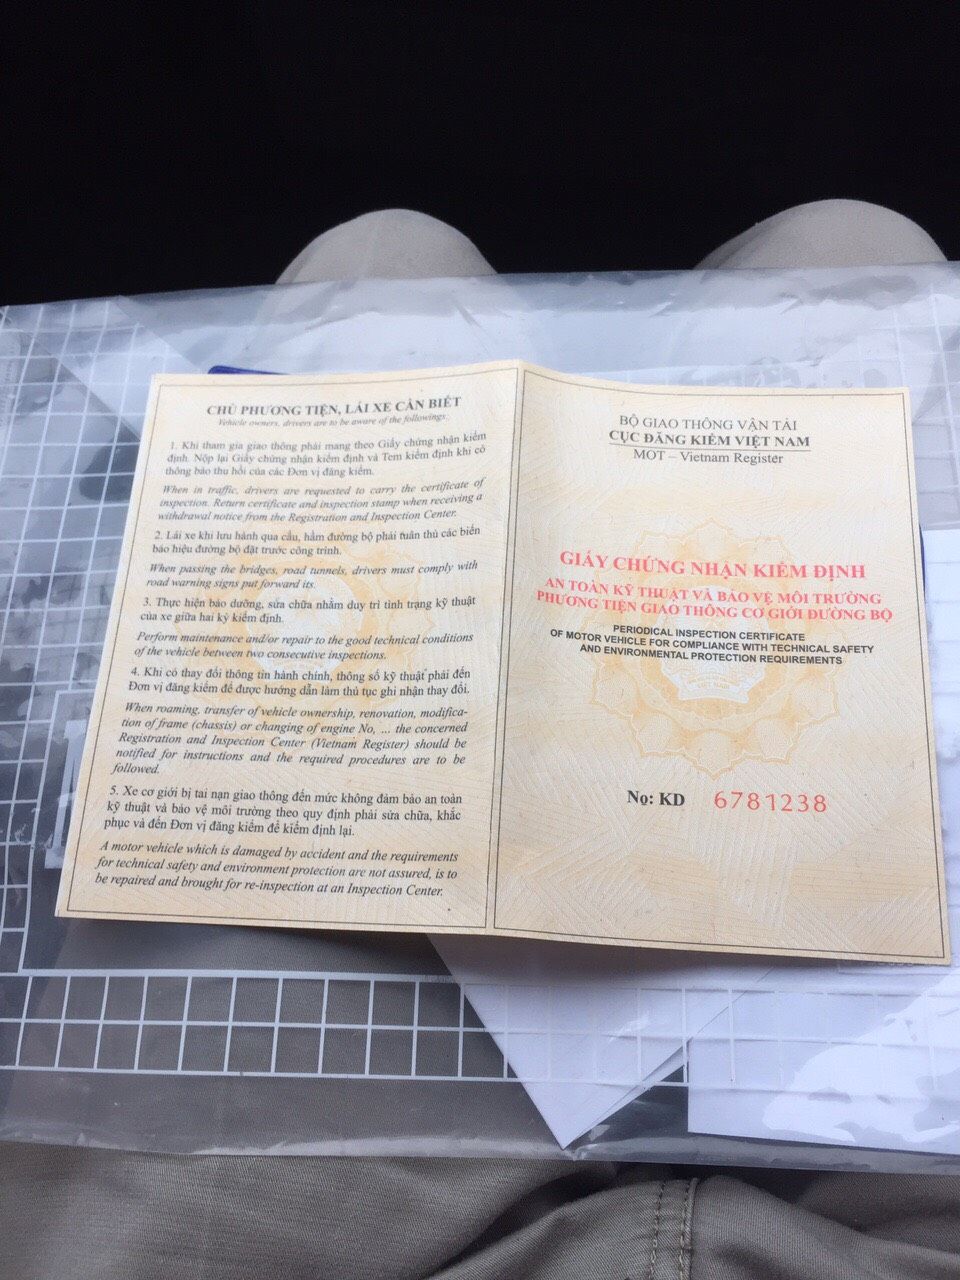 CHỦ PHƯƠNG TIỆN, LÁI XE CẦN BIẾT
Vehicle owners, drivers are to be aware of the followings.
1. Khi tham gia giao thông phải mang theo Giấy chứng nhận kiểm
định. Nộp lại Giấy chứng nhận kiểm định và Tem kiểm định khi có
thông báo thu hồi của các Đơn vị đăng kiểm.
When in traffic, drivers are requested to carry the certificate of
inspection. Return certificate and inspection stamp when receiving a
withdrawal notice from the Registration and Inspection Center.
2. Lái xe khi lưu hành qua cầu, hầm đường bộ phải tuân thủ các biển
báo hiệu đường bộ đặt trước công trình.
When passing the bridges, road tunnels, drivers must comply with
road warning signs put forward its.
3. Thực hiện bảo dưỡng, sửa chữa nhằm duy trì tình trạng kỹ thuật
của xe giữa hai kỳ kiểm định.
Perform maintenance and/or repair to the good technical conditions
of the vehicle between two consecutive inspections.
4. Khi có thay đổi thông tin hành chính, thông số kỹ thuật phải đến
Đơn vị đăng kiểm để được hướng dẫn làm thủ tục ghi nhận thay đổi.
When roaming, transfer of vehicle ownership, renovation, modifica-
tion of frame (chassis) or changing of engine No, ... the concerned
Registration and Inspection Center (Vietnam Register) should be
notified for instructions and the required procedures are to be
followed.
5. Xe cơ giới bị tai nạn giao thông đến mức không đảm bảo an toàn
kỹ thuật và bảo vệ môi trường theo quy định phải sửa chữa, khắc
phục và đến Đơn vị đăng kiểm để kiểm định lại.
A motor vehicle which is damaged by accident and the requirements
for technical safety and environment protection are not assured, is to
be repaired and brought for re-inspection at an Inspection Center.
BỘ GIAO THÔNG VẬN TẢI
CỤC ĐĂNG KIỂM VIỆT NAM
MOT – Vietnam Register
GIẤY CHỨNG NHẬN KIỂM ĐỊNH
AN TOÀN KỸ THUẬT VÀ BẢO VỆ MÔI TRƯỜNG
PHƯƠNG TIỆN GIAO THÔNG CƠ GIỚI ĐƯỜNG BỘ
PERIODICAL INSPECTION CERTIFICATE
OF MOTOR VEHICLE FOR COMPLIANCE WITH TECHNICAL SAFETY
AND ENVIRONMENTAL PROTECTION REQUIREMENTS
VIỆT NAM
Nọ: KD 6781238